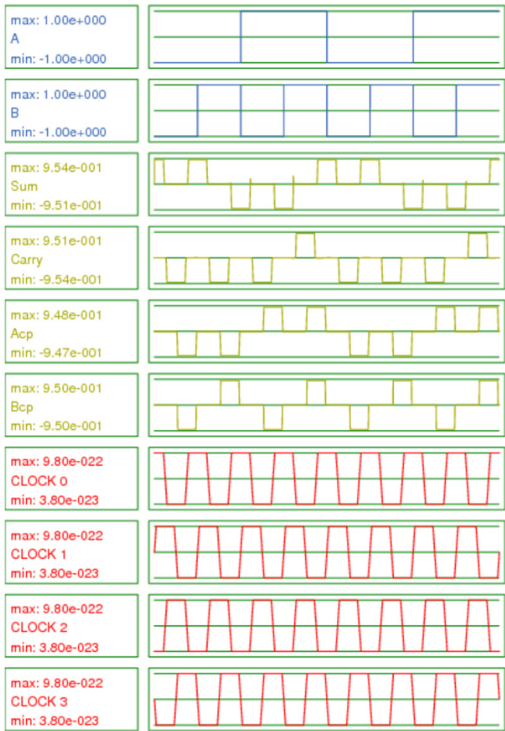 max: 1.00e+000
A
min: -1.00e+000
max: 1.00e+000
B
min: -1.00e+000
max: 9.54e-001
Sum
min: -9.51e-001
max: 9.51e-001
Carry
min: -9.54e-001
max: 9.48e-001
Acp
min: -9.47e-001
max: 9.50e-001
Bcp
min: -9.50e-001
max: 9.80e-022
CLOCK 0
min: 3.80e-023
max: 9.80e-022
CLOCK 1
min: 3.80e-023
max: 9.80e-022
CLOCK 2
min: 3.80e-023
max: 9.80e-022
CLOCK 3
min: 3.80e-023